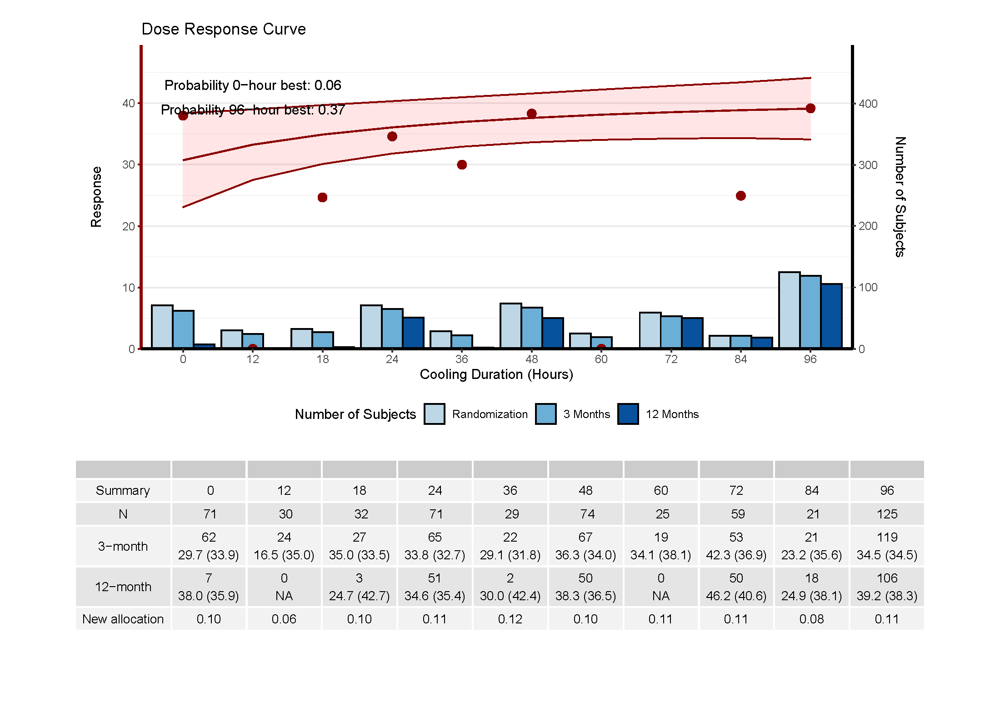 Dose Response Curve
Probability 0−hour best: 0.06
Probability 96−hour best: 0.37
Response
40
30
20
10
0
400
300
200
100
0
Number of Subjects
0 12 18 24 36 48 60 72 84 96
Cooling Duration (Hours)
Number of Subjects Randomization 3 Months 12 Months
Summary 0 12 18 24 36 48 60 72 84 96
N 71 30 32 71 29 74 25 59 21 125
3−month
62 24 27 65 22 67 19 53 21 119
29.7 (33.9) 16.5 (35.0) 35.0 (33.5) 33.8 (32.7) 29.1 (31.8) 36.3 (34.0) 34.1 (38.1) 42.3 (36.9) 23.2 (35.6) 34.5 (34.5)
12−month
7 0 3 51 2 50 0 50 18 106
38.0 (35.9) NA 24.7 (42.7) 34.6 (35.4) 30.0 (42.4) 38.3 (36.5) NA 46.2 (40.6) 24.9 (38.1) 39.2 (38.3)
New allocation 0.10 0.06 0.10 0.11 0.12 0.10 0.11 0.11 0.08 0.11